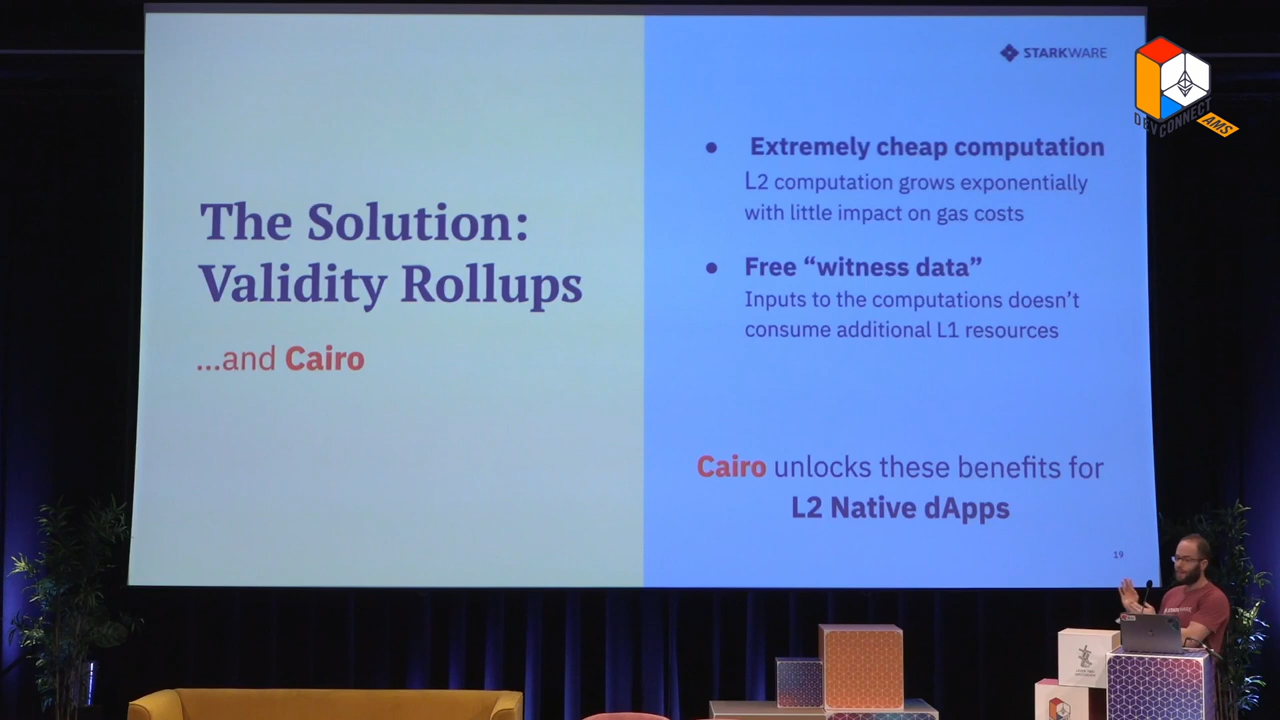 STARKWARE
DEVCONNECT
AMS
The Solution:
Validity Rollups
...and Cairo
Extremely cheap computation
L2 computation grows exponentially
with little impact on gas costs
Free “witness data”
Inputs to the computations doesn’t
consume additional L1 resources
Cairo unlocks these benefits for
L2 Native dApps
19